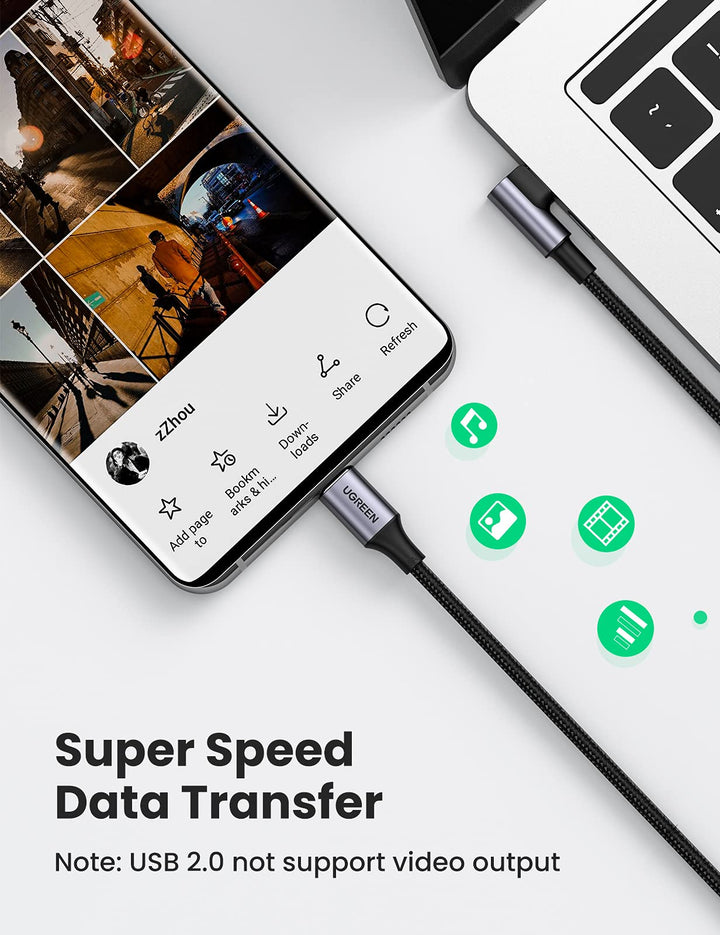 zZhou
Refresh
Share
Down-
loads
Bookm
arks & hi...
Add page
to
UGREEN
Super Speed
Data Transfer
Note: USB 2.0 not support video output